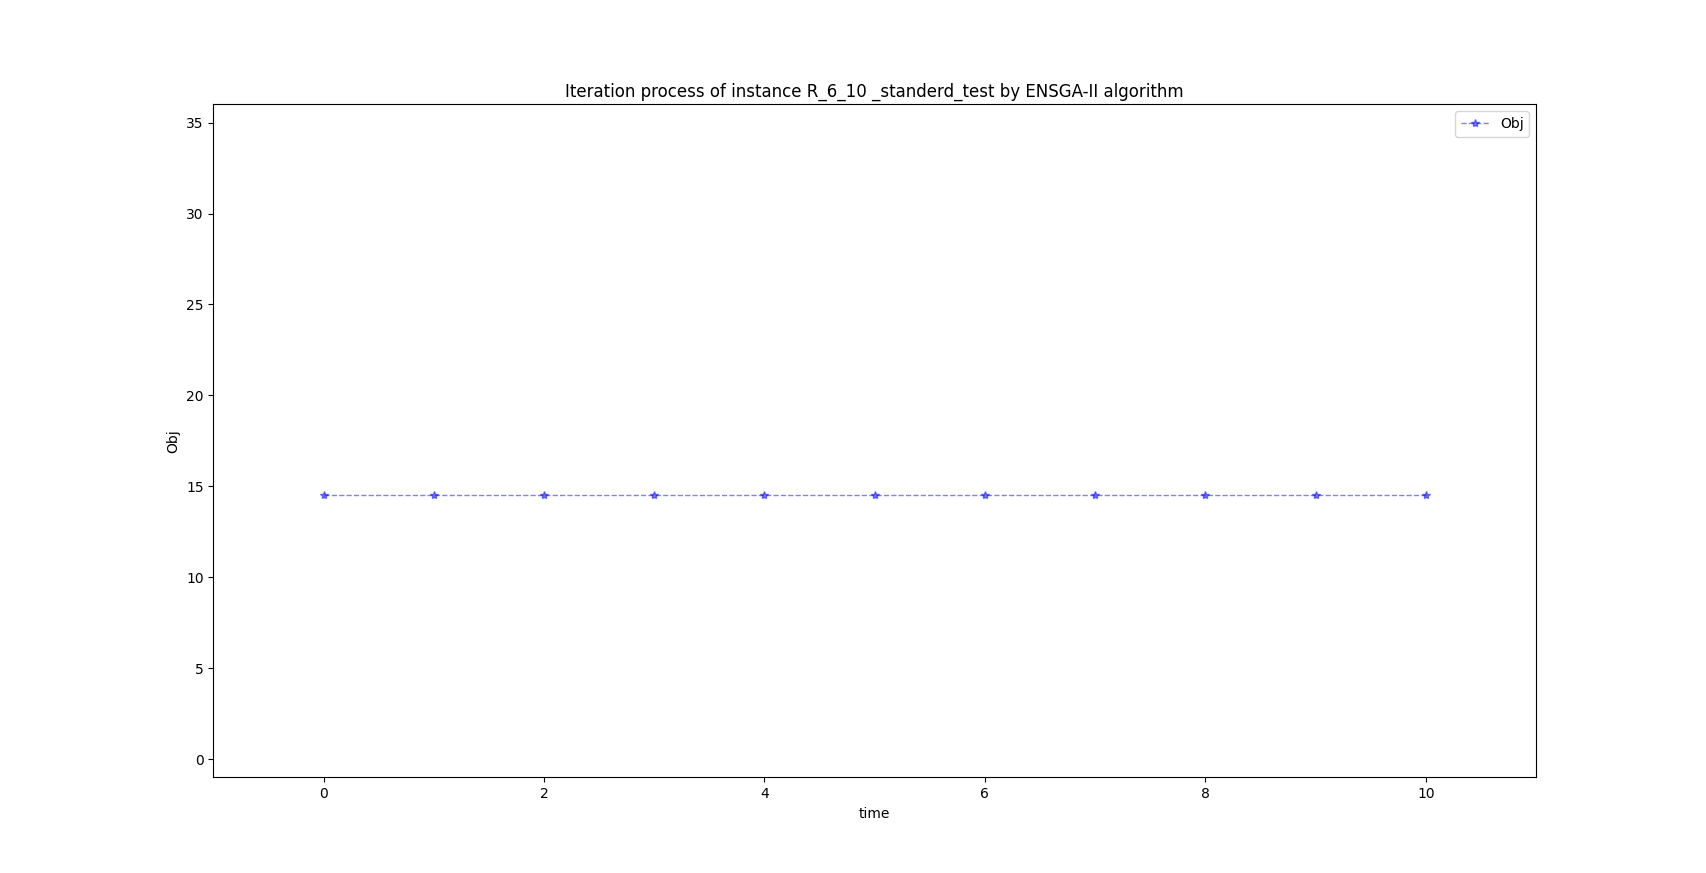 Iteration process of instance R_6_10 _standerd_test by ENSGA-II algorithm
Obj
35
30
25
20
15
10
5
0
Obj
0 2 4 6 8 10
time